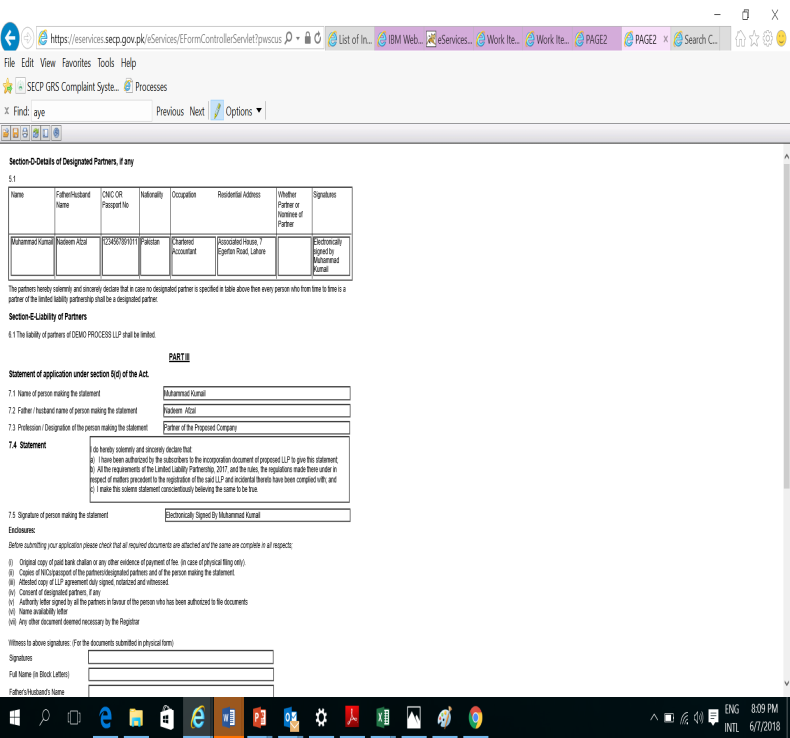 https://eservices.secp.gov.pk/eServices/EFormControllerServlet?pwscus
List of In... IBM Web... eServices... Work Ite... Work Ite... PAGE2 PAGE2 × Search C...
File Edit View Favorites Tools Help
SECP GRS Complaint Syste... Processes
x Find: aye Previous Next Options
Section-D-Details of Designated Partners, if any
5.1
Name Father/Husband Name CNIC OR Passport No Nationality Occupation Residential Address Whether Partner or Nominee of Partner Signatures
Muhammad Kumail Nadeem Afzal 1234567891011 Pakistan Chartered Accountant Associated House, 7 Egerton Road, Lahore Electronically signed by Muhammad Kumail
The partners hereby solemnly and sincerely declare that in case no designated partner is specified in table above then every person who from time to time is a
partner of the limited liability partnership shall be a designated partner.
Section-E-Liability of Partners
6.1 The liability of partners of DEMO PROCESS LLP shall be limited.
PART III
Statement of application under section 5(d) of the Act.
7.1 Name of person making the statement Muhammad Kumail
7.2 Father / husband name of person making the statement Nadeem Afzal
7.3 Profession / Designation of the person making the statement Partner of the Proposed Company
7.4 Statement
I do hereby solemnly and sincerely declare that:
a) I have been authorized by the subscribers to the incorporation document of proposed LLP to give this statement;
b) All the requirements of the Limited Liability Partnership, 2017, and the rules, the regulations made there under in
respect of matters precedent to the registration of the said LLP and incidental thereto have been complied with; and
c) I make this solemn statement conscientiously believing the same to be true.
7.5 Signature of person making the statement Electronically Signed By Muhammad Kumail
Enclosures:
Before submitting your application please check that all required documents are attached and the same are complete in all respects;
(i) Original copy of paid bank challan or any other evidence of payment of fee. (in case of physical filing only).
(ii) Copies of NICs/passport of the partners/designated partners and of the person making the statement.
(iii) Attested copy of LLP agreement duly signed, notarized and witnessed.
(iv) Consent of designated partners, if any
(v) Authority letter signed by all the partners in favour of the person who has been authorized to file documents
(vi) Name availability letter
(vii) Any other document deemed necessary by the Registrar
Witness to above signatures: (For the documents submitted in physical form)
Signatures
Full Name (in Block Letters)
Father's/Husband's Name
ENG 8:09 PM
INTL 6/7/2018